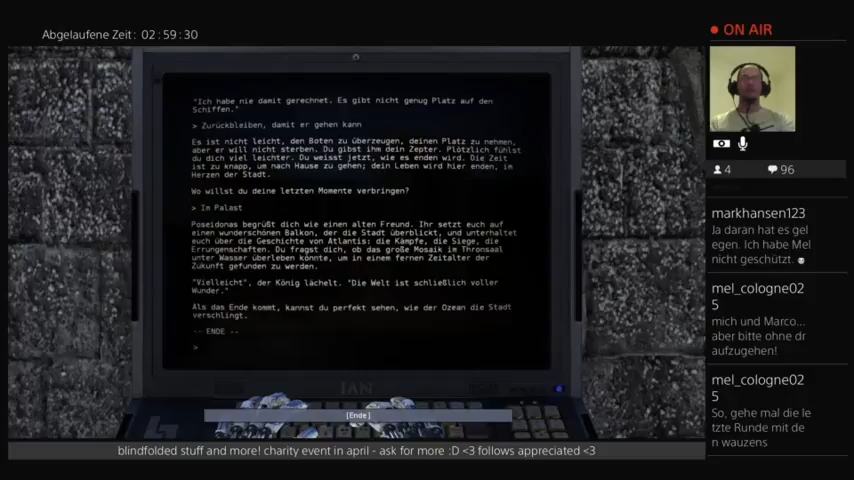 Abgelaufene Zeit: 02:59:30
"Ich habe nie damit gerechnet. Es gibt nicht genug Platz auf den
Schiffen."
> Zurückbleiben, damit er gehen kann
Es ist nicht leicht, den Boten zu überzeugen, deinen Platz zu nehmen,
aber er will nicht sterben. Du gibst ihm dein Zepter. Plötzlich fühlst
du dich viel leichter. Du weisst jetzt, wie es enden wird. Die Zeit
ist zu knapp, um nach Hause zu gehen; dein Leben wird hier enden, im
Herzen der Stadt.
Wo willst du deine letzten Momente verbringen?
> Im Palast
Poseidonas begrüßt dich wie einen alten Freund. Ihr setzt euch auf
einen wunderschönen Balkon, der die Stadt überblickt, und unterhaltet
euch über die Geschichte von Atlantis: die Kämpfe, die Siege, die
Errungenschaften. Du fragst dich, ob das große Mosaik im Thronsaal
unter Wasser überleben könnte, um in einem fernen Zeitalter der
Zukunft gefunden zu werden.
"Vielleicht", der König lächelt. "Die Welt ist schließlich voller
Wunder."
Als das Ende kommt, kannst du perfekt sehen, wie der Ozean die Stadt
verschlingt.
-- ENDE --
>
IAN
[Ende]
blindfolded stuff and more! charity event in april - ask for more :D <3 follows appreciated <3
ON AIR
4
96
markhansen123
Ja daran hat es gel
egen. Ich habe Mel
nicht geschützt.
mel_cologne02
5
mich und Marco...
aber bitte ohne dr
aufzugehen!
mel_cologne02
5
So, gehe mal die le
tzte Runde mit de
n wauzens